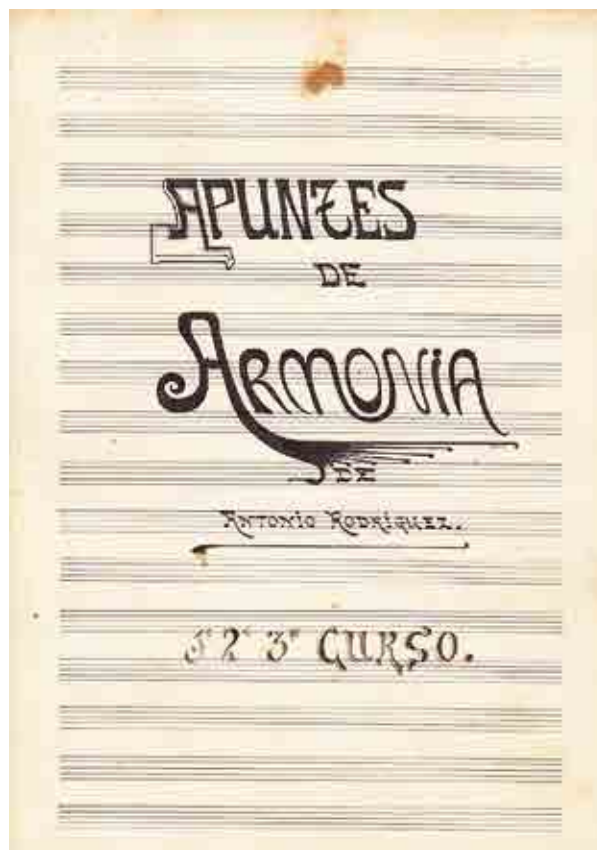 APUNTES
DE
ARMONIA
DE
ANTONIO RODRÍGUEZ.
1º 2º 3º CURSO.